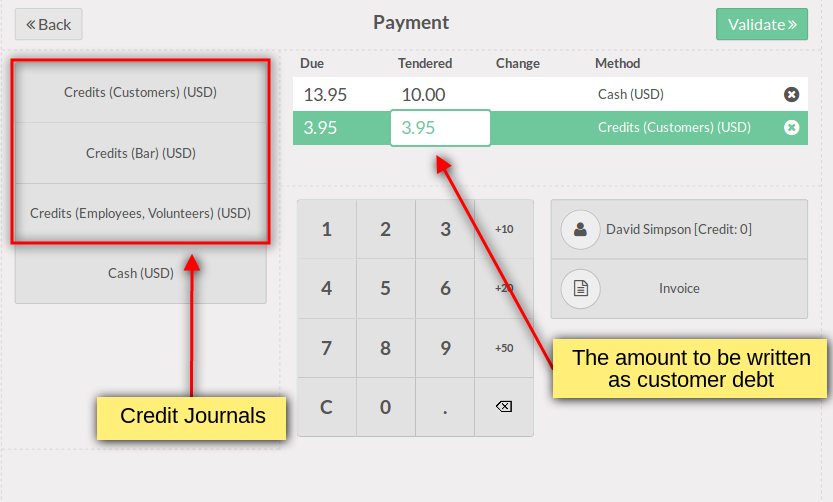 « Back
Payment
Validate »
Credits (Customers) (USD)
Credits (Bar) (USD)
Credits (Employees, Volunteers) (USD)
Cash (USD)
Credit Journals
Due Tendered Change Method
13.95 10.00 Cash (USD)
3.95 3.95 Credits (Customers) (USD)
1 2 3 +10
4 5 6 +20
7 8 9 +50
C 0 .
David Simpson [Credit: 0]
Invoice
The amount to be written
as customer debt